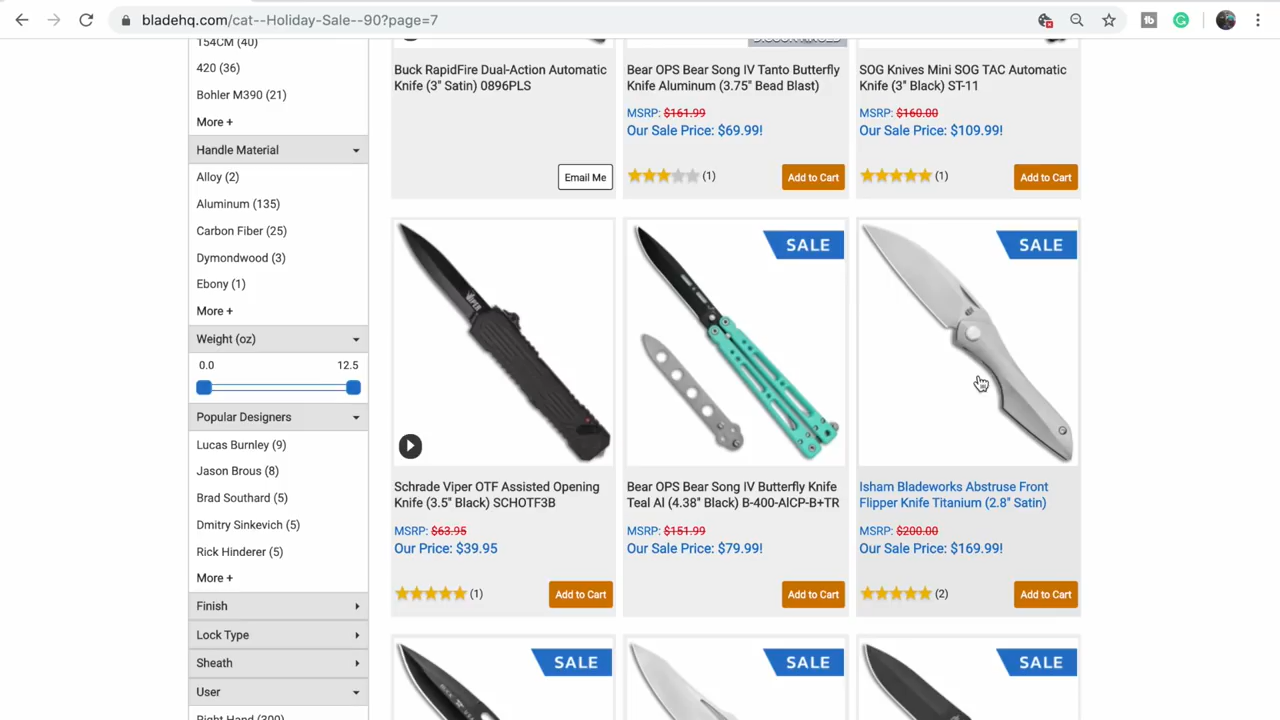 bladehq.com/cat--Holiday-Sale--90?page=7
154CM (40)
420 (36)
Bohler M390 (21)
More +
Handle Material
Alloy (2)
Aluminum (135)
Carbon Fiber (25)
Dymondwood (3)
Ebony (1)
More +
Weight (oz)
0.0 12.5
Popular Designers
Lucas Burnley (9)
Jason Brous (8)
Brad Southard (5)
Dmitry Sinkevich (5)
Rick Hinderer (5)
More +
Finish
Lock Type
Sheath
User
Right Hand (300)
Buck RapidFire Dual-Action Automatic
Knife (3" Satin) 0896PLS
Email Me
DISCONTINUED
Bear OPS Bear Song IV Tanto Butterfly
Knife Aluminum (3.75" Bead Blast)
MSRP: $161.99
Our Sale Price: $69.99!
(1)
Add to Cart
SOG Knives Mini SOG TAC Automatic
Knife (3" Black) ST-11
MSRP: $160.00
Our Sale Price: $109.99!
(1)
Add to Cart
VIPER
Schrade Viper OTF Assisted Opening
Knife (3.5" Black) SCHOTF3B
MSRP: $63.95
Our Price: $39.95
(1)
Add to Cart
SALE
Bear OPS Bear Song IV Butterfly Knife
Teal Al (4.38" Black) B-400-AlCP-B+TR
MSRP: $151.99
Our Sale Price: $79.99!
Add to Cart
SALE
Isham Bladeworks Abstruse Front
Flipper Knife Titanium (2.8" Satin)
MSRP: $200.00
Our Sale Price: $169.99!
(2)
Add to Cart
SALE
SALE
SALE